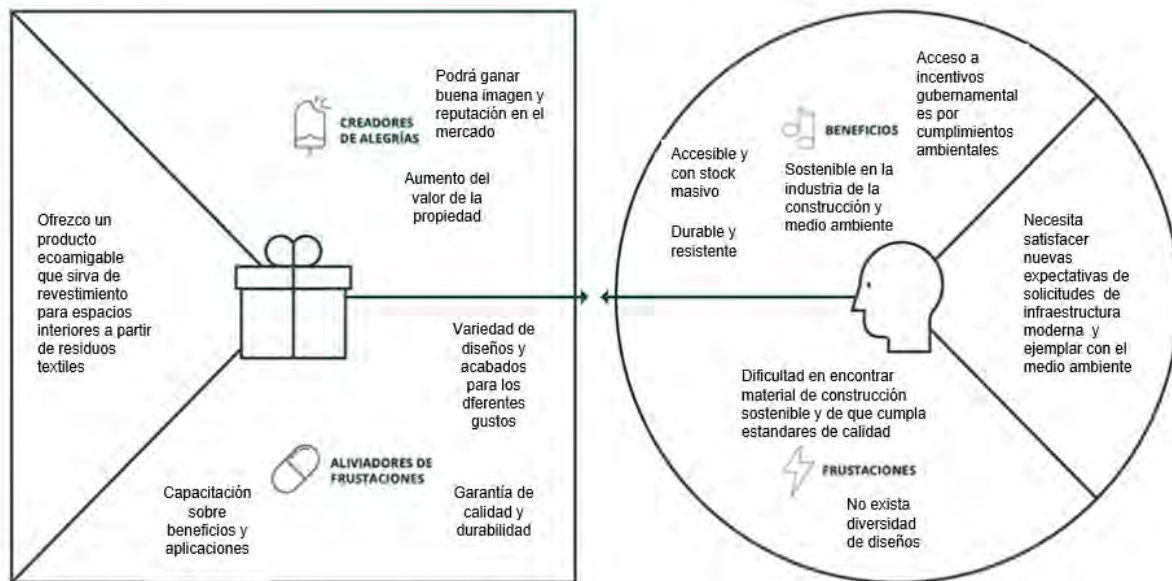 Podrá ganar
buena imagen y
reputación en el
mercado
CREADORES
DE ALEGRÍAS
Aumento del
valor de la
propiedad
Ofrezco un
producto
ecoamigable
que sirva de
revestimiento
para espacios
interiores a partir
de residuos
textiles
Variedad de
diseños y
acabados
para los
dferentes
gustos
ALIVIADORES DE
FRUSTACIONES
Capacitación
sobre
beneficios y
aplicaciones
Garantía de
calidad y
durabilidad
Acceso a
incentivos
gubernamental
es por
cumplimientos
ambientales
BENEFICIOS
Accesible y
con stock
masivo
Sostenible en la
industria de la
construcción y
medio ambiente
Durable y
resistente
Necesita
satisfacer
nuevas
expectativas de
solicitudes de
infraestructura
moderna y
ejemplar con el
medio ambiente
Dificultad en encontrar
material de construcción
sostenible y de que cumpla
estandares de calidad
FRUSTACIONES
No exista
diversidad
de diseños